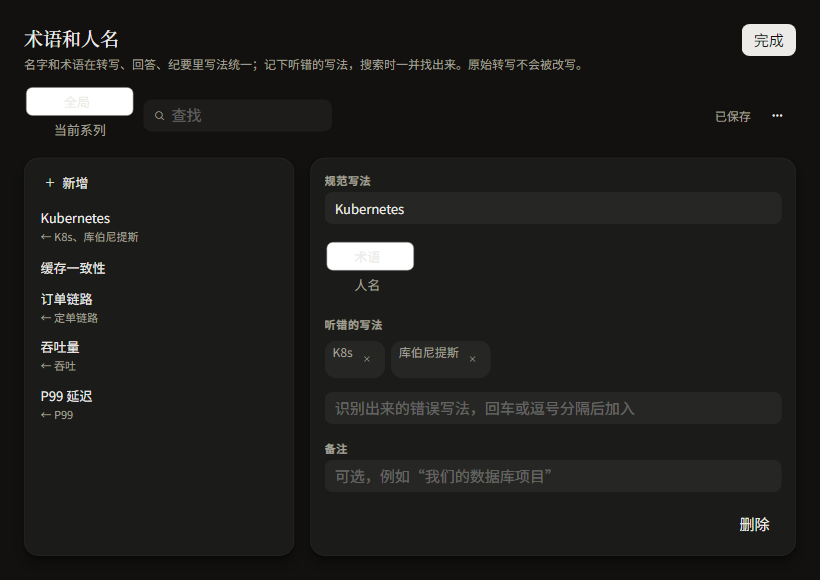 术语和人名
完成
名字和术语在转写、回答、纪要里写法统一；记下听错的写法，搜索时一并找出来。原始转写不会被改写。
全局
当前系列
查找
已保存
+ 新增
Kubernetes
← K8s、库伯尼提斯
缓存一致性
订单链路
← 定单链路
吞吐量
← 吞吐
P99 延迟
← P99
规范写法
Kubernetes
术语
人名
听错的写法
K8s ×
库伯尼提斯 ×
识别出来的错误写法，回车或逗号分隔后加入
备注
可选，例如“我们的数据库项目”
删除